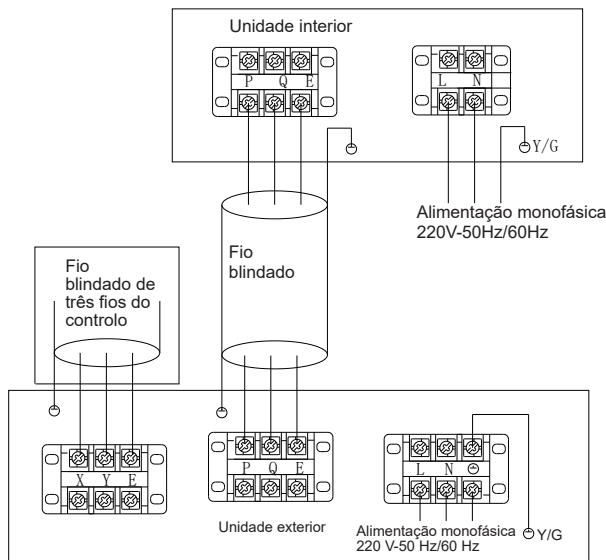 Unidade interior
P Q E
L N
Y/G
Alimentação monofásica
220V-50Hz/60Hz
Fio
blindado
Fio
blindado de
três fios do
controlo
X Y E
P Q E
L N
Unidade exterior
Alimentação monofásica
220 V-50 Hz/60 Hz
Y/G